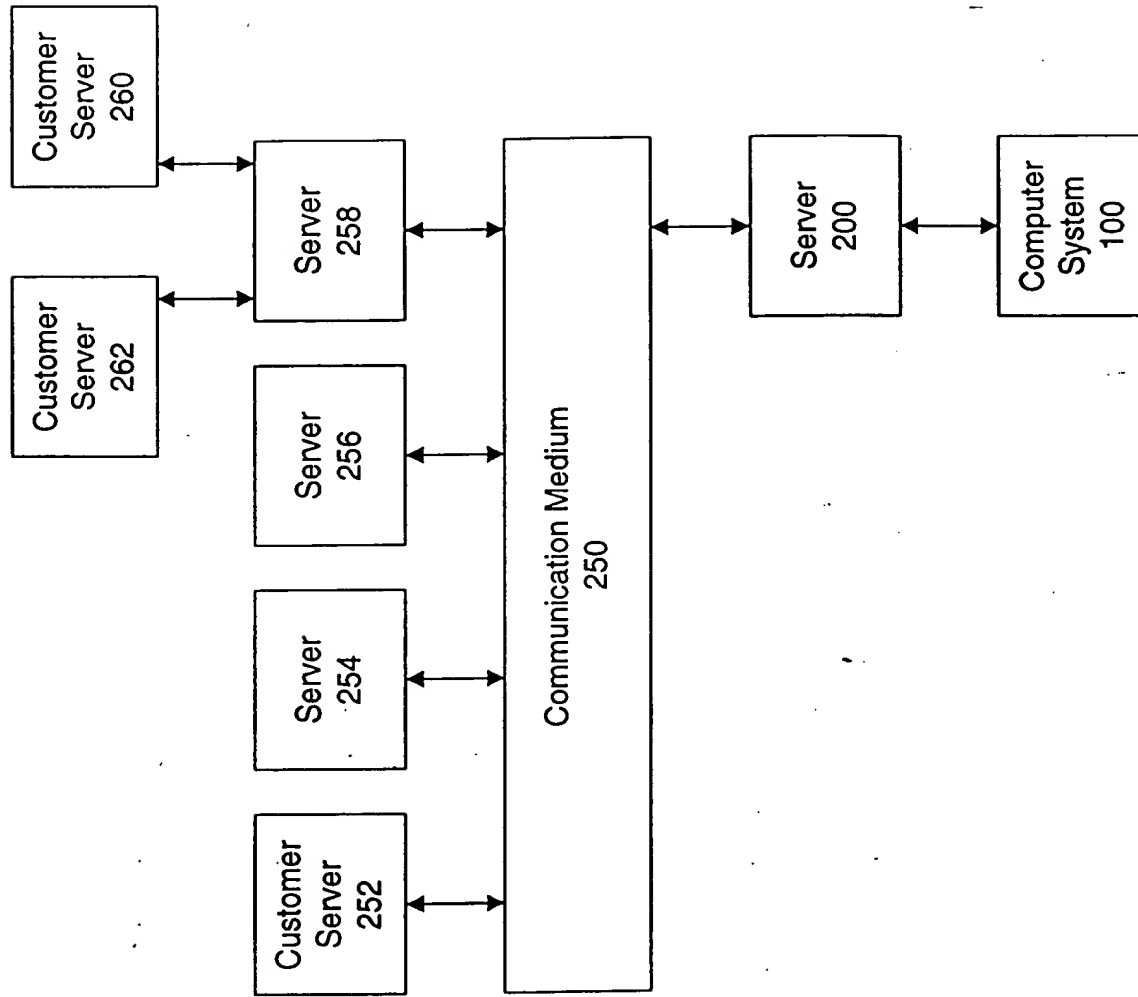 Customer
Server
260
Customer
Server
262
Server
258
Server
256
Server
254
Customer
Server
252
Communication Medium
250
Server
200
Computer
System
100